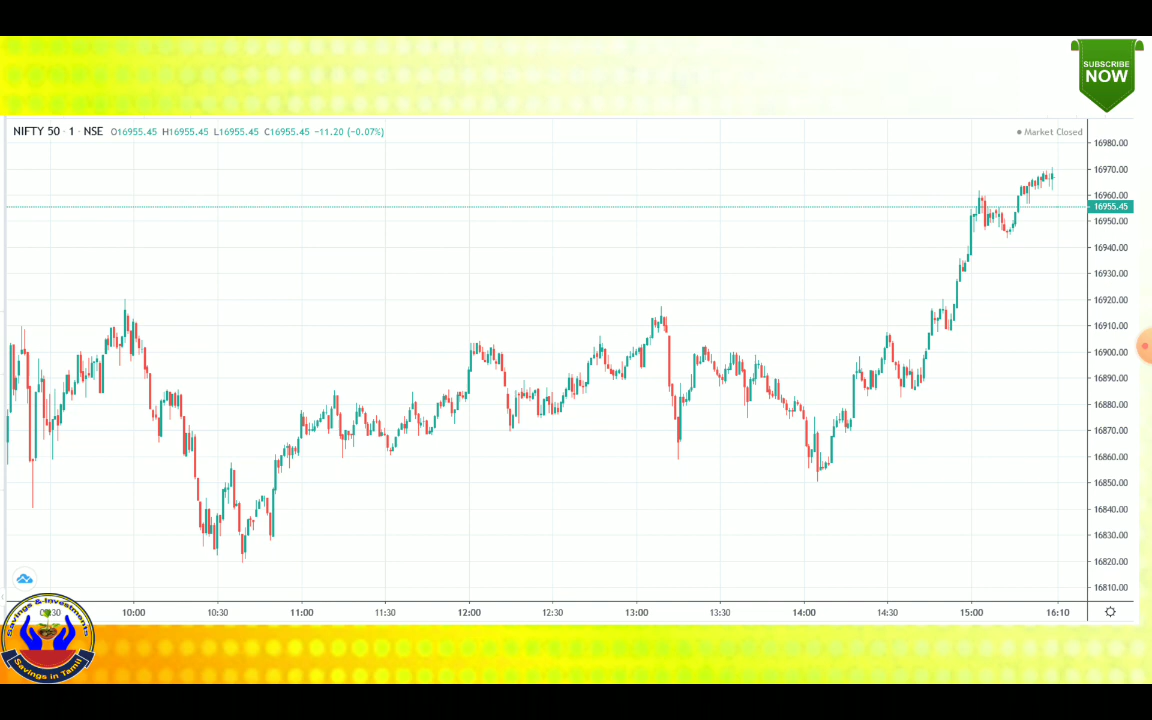 SUBSCRIBE
NOW
NIFTY 50 · 1 · NSE O16955.45 H16955.45 L16955.45 C16955.45 −11.20 (−0.07%)
Market Closed
16980.00
16970.00
16960.00
16955.45
16950.00
16940.00
16930.00
16920.00
16910.00
16900.00
16890.00
16880.00
16870.00
16860.00
16850.00
16840.00
16830.00
16820.00
16810.00
10:00 10:30 11:00 11:30 12:00 12:30 13:00 13:30 14:00 14:30 15:00 16:10
Savings & Investments
Savings in Tamil